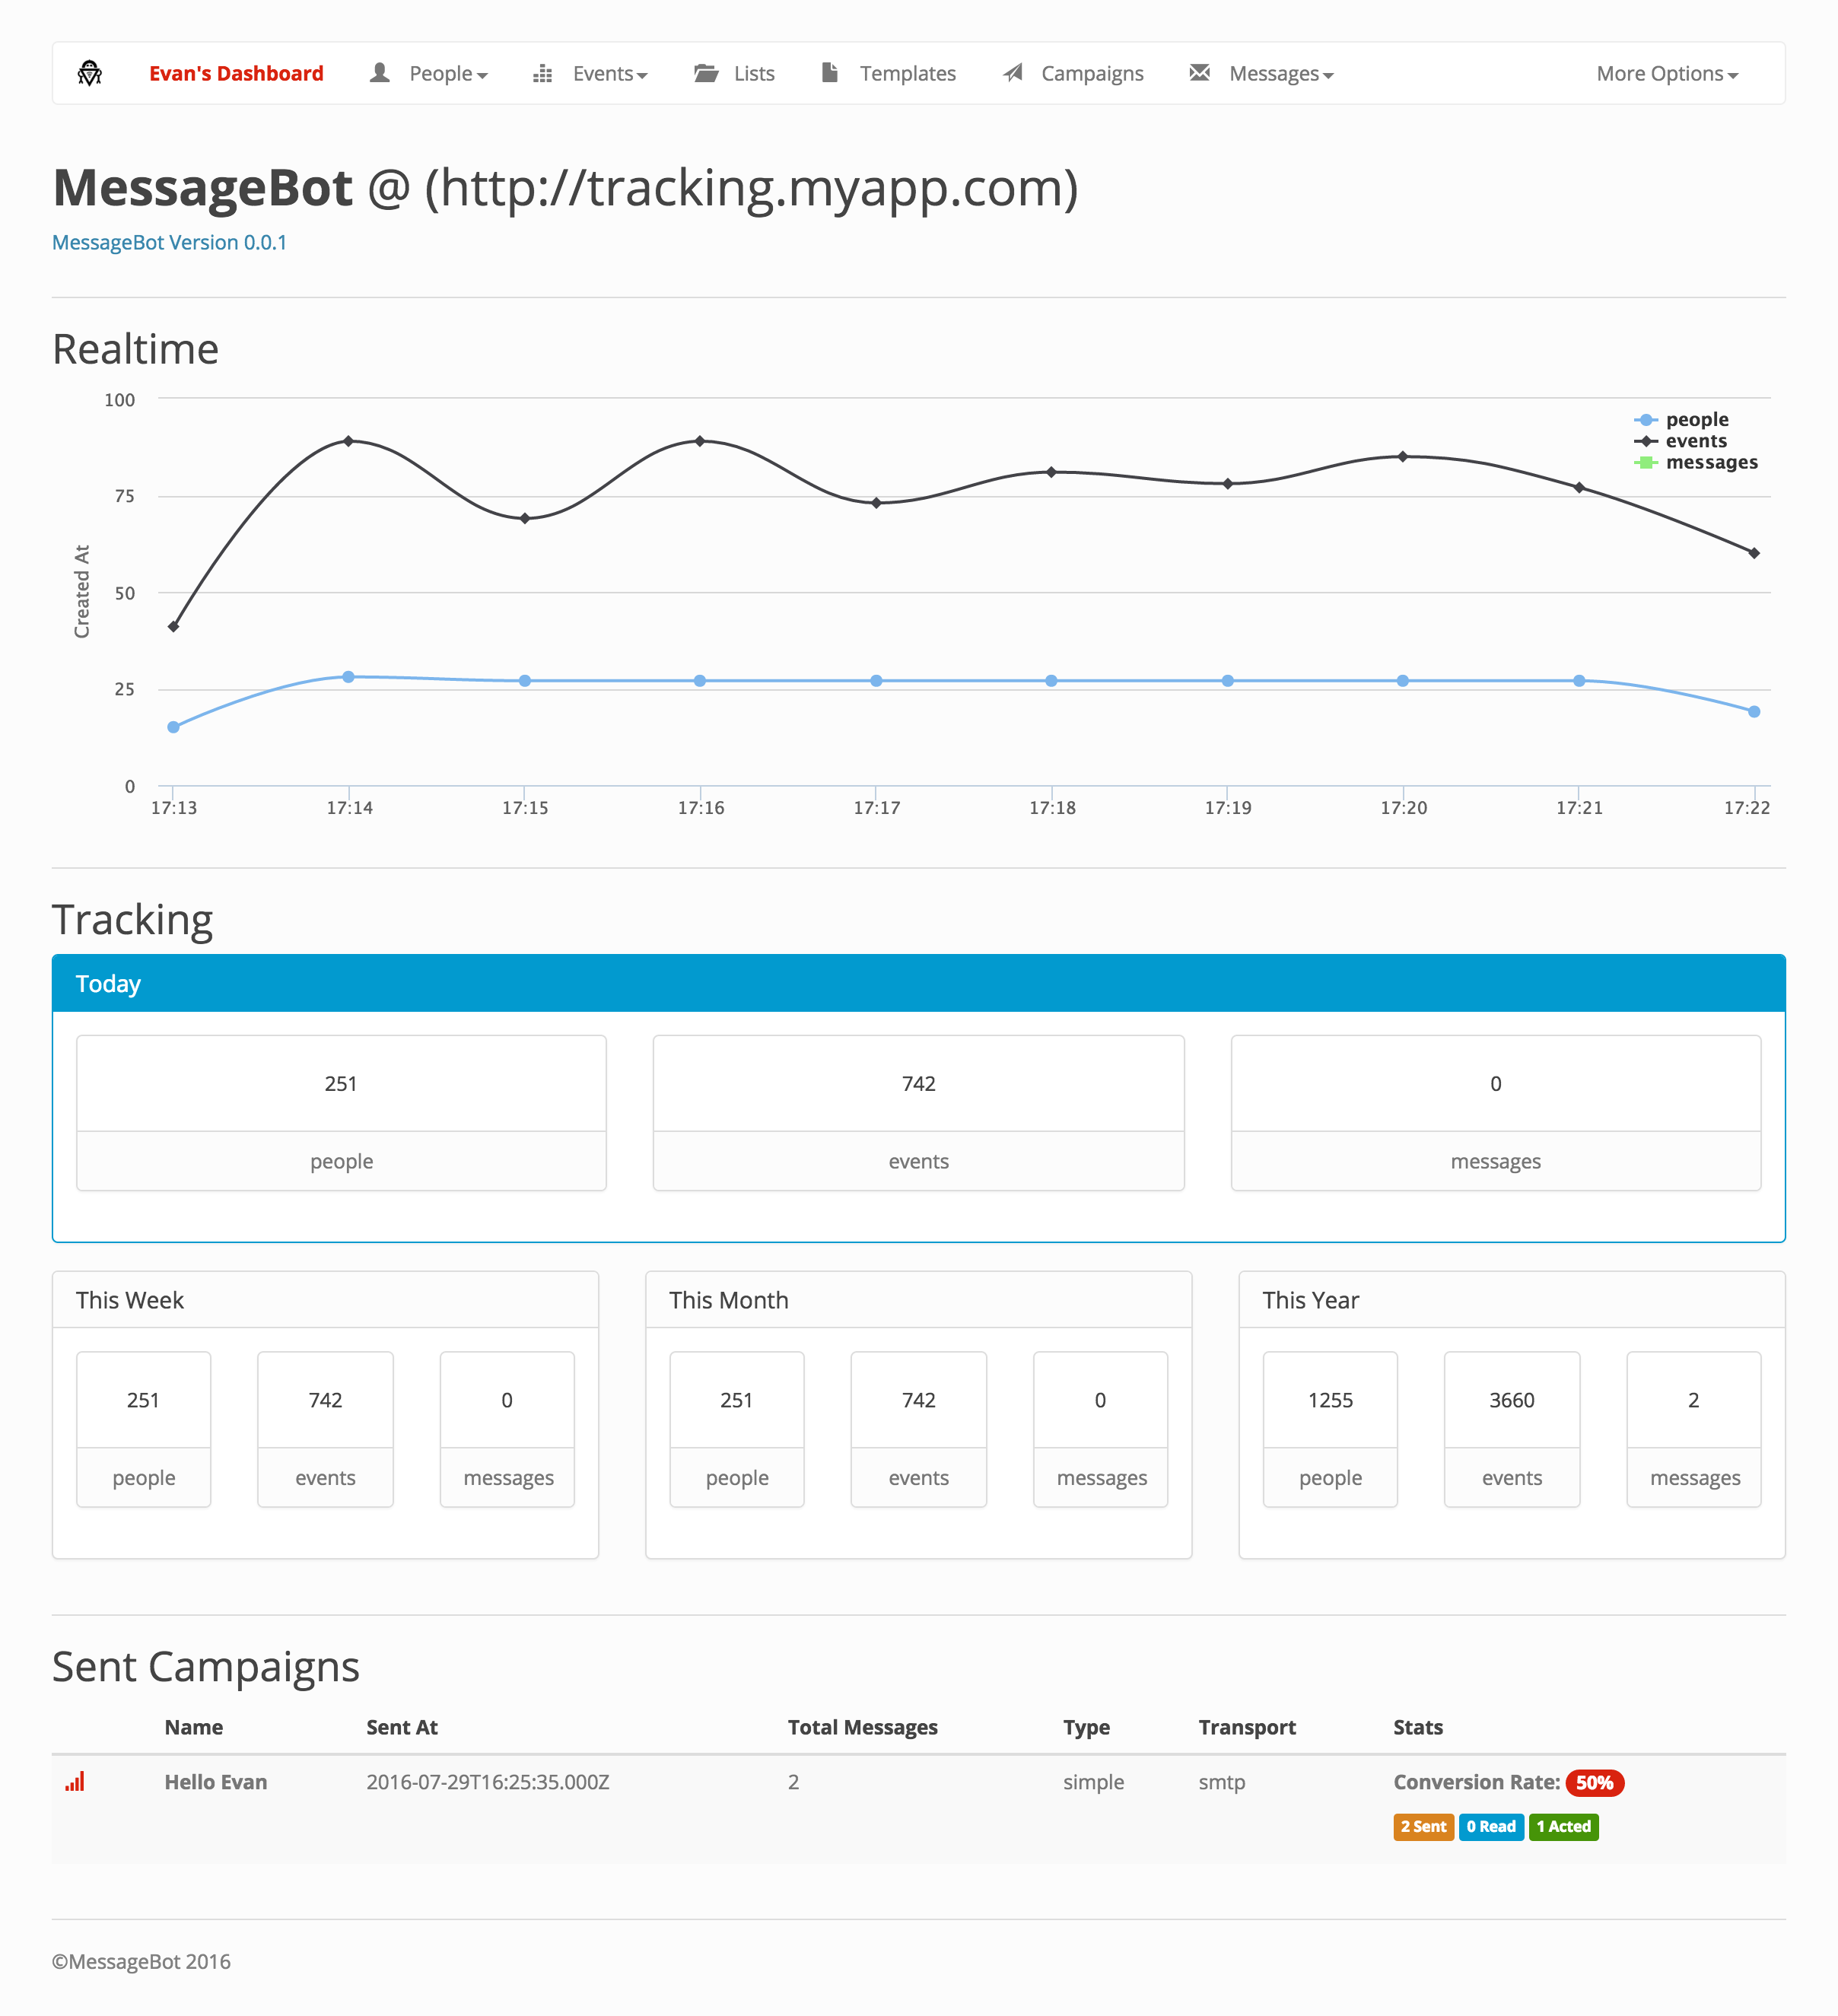 Evan's Dashboard People Events Lists Templates Campaigns Messages More Options
MessageBot @ (http://tracking.myapp.com)
MessageBot Version 0.0.1
Realtime
100
75
50
25
0
Created At
people
events
messages
17:13 17:14 17:15 17:16 17:17 17:18 17:19 17:20 17:21 17:22
Tracking
Today
251 742 0
people events messages
This Week This Month This Year
251 742 0 251 742 0 1255 3660 2
people events messages people events messages people events messages
Sent Campaigns
Name Sent At Total Messages Type Transport Stats
Hello Evan 2016-07-29T16:25:35.000Z 2 simple smtp Conversion Rate: 50%
2 Sent 0 Read 1 Acted
©MessageBot 2016